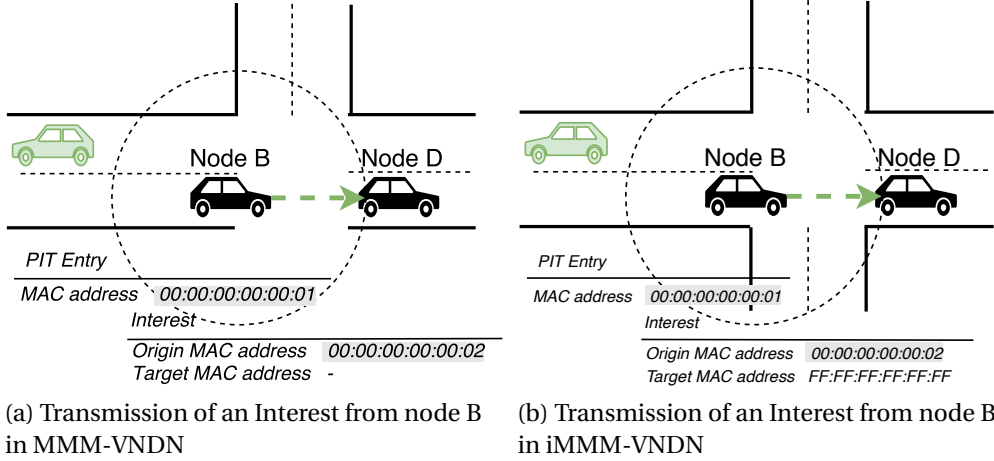 Node B
Node D
PIT Entry
MAC address 00:00:00:00:00:01
Interest
Origin MAC address 00:00:00:00:00:02
Target MAC address -
(a) Transmission of an Interest from node B
in MMM-VNDN
Node B
Node D
PIT Entry
MAC address 00:00:00:00:00:01
Interest
Origin MAC address 00:00:00:00:00:02
Target MAC address FF:FF:FF:FF:FF:FF
(b) Transmission of an Interest from node B
in iMMM-VNDN